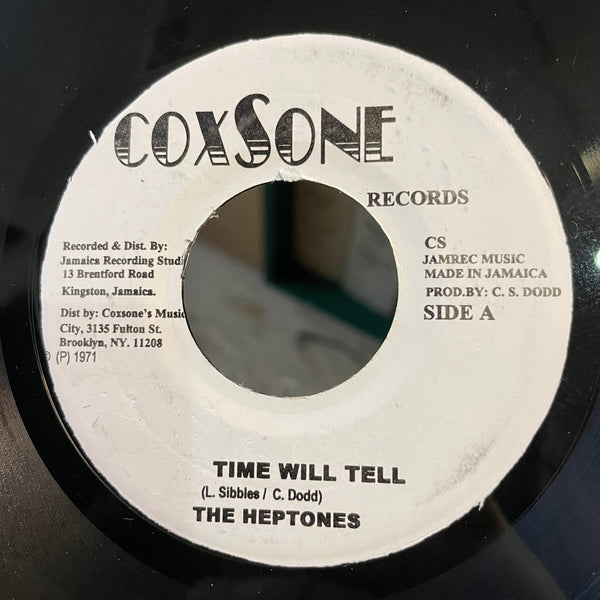 COXSONE
RECORDS
Recorded & Dist. By:
Jamaica Recording
13 Brentford Road
Kingston, Jamaica.
Dist by: Coxsone's Music
City, 3135 Fulton St.
Brooklyn, NY. 11208
(P) 1971
CS
JAMREC MUSIC
MADE IN JAMAICA
PROD.BY: C. S. DODD
SIDE A
TIME WILL TELL
(L. Sibbles / C. Dodd)
THE HEPTONES